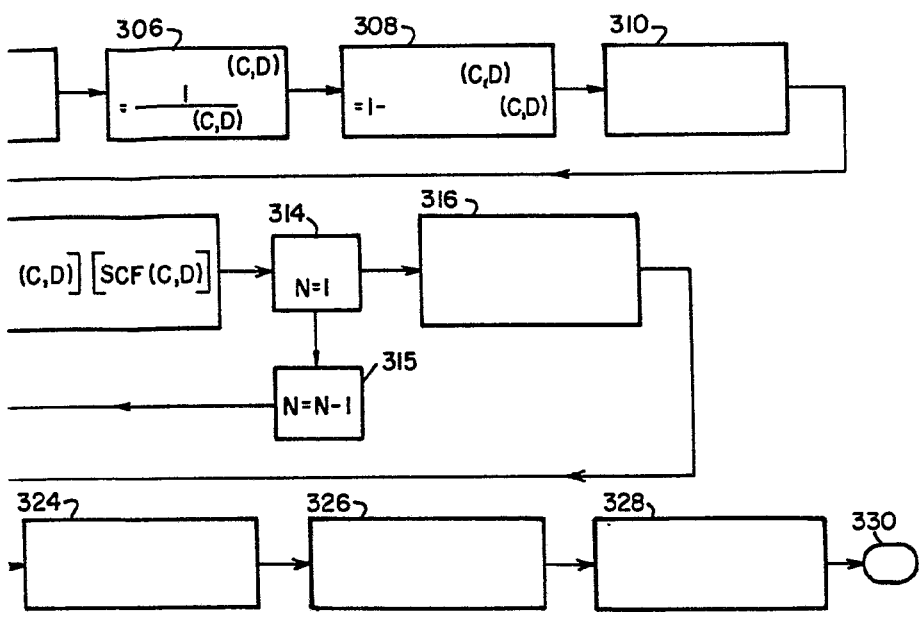 306
308
310
(C,D)
= 1
(C,D)
(C,D)
=1-
(C,D)
314
316
(C,D)] [SCF(C,D)]
N=1
315
N=N-1
324
326
328
330